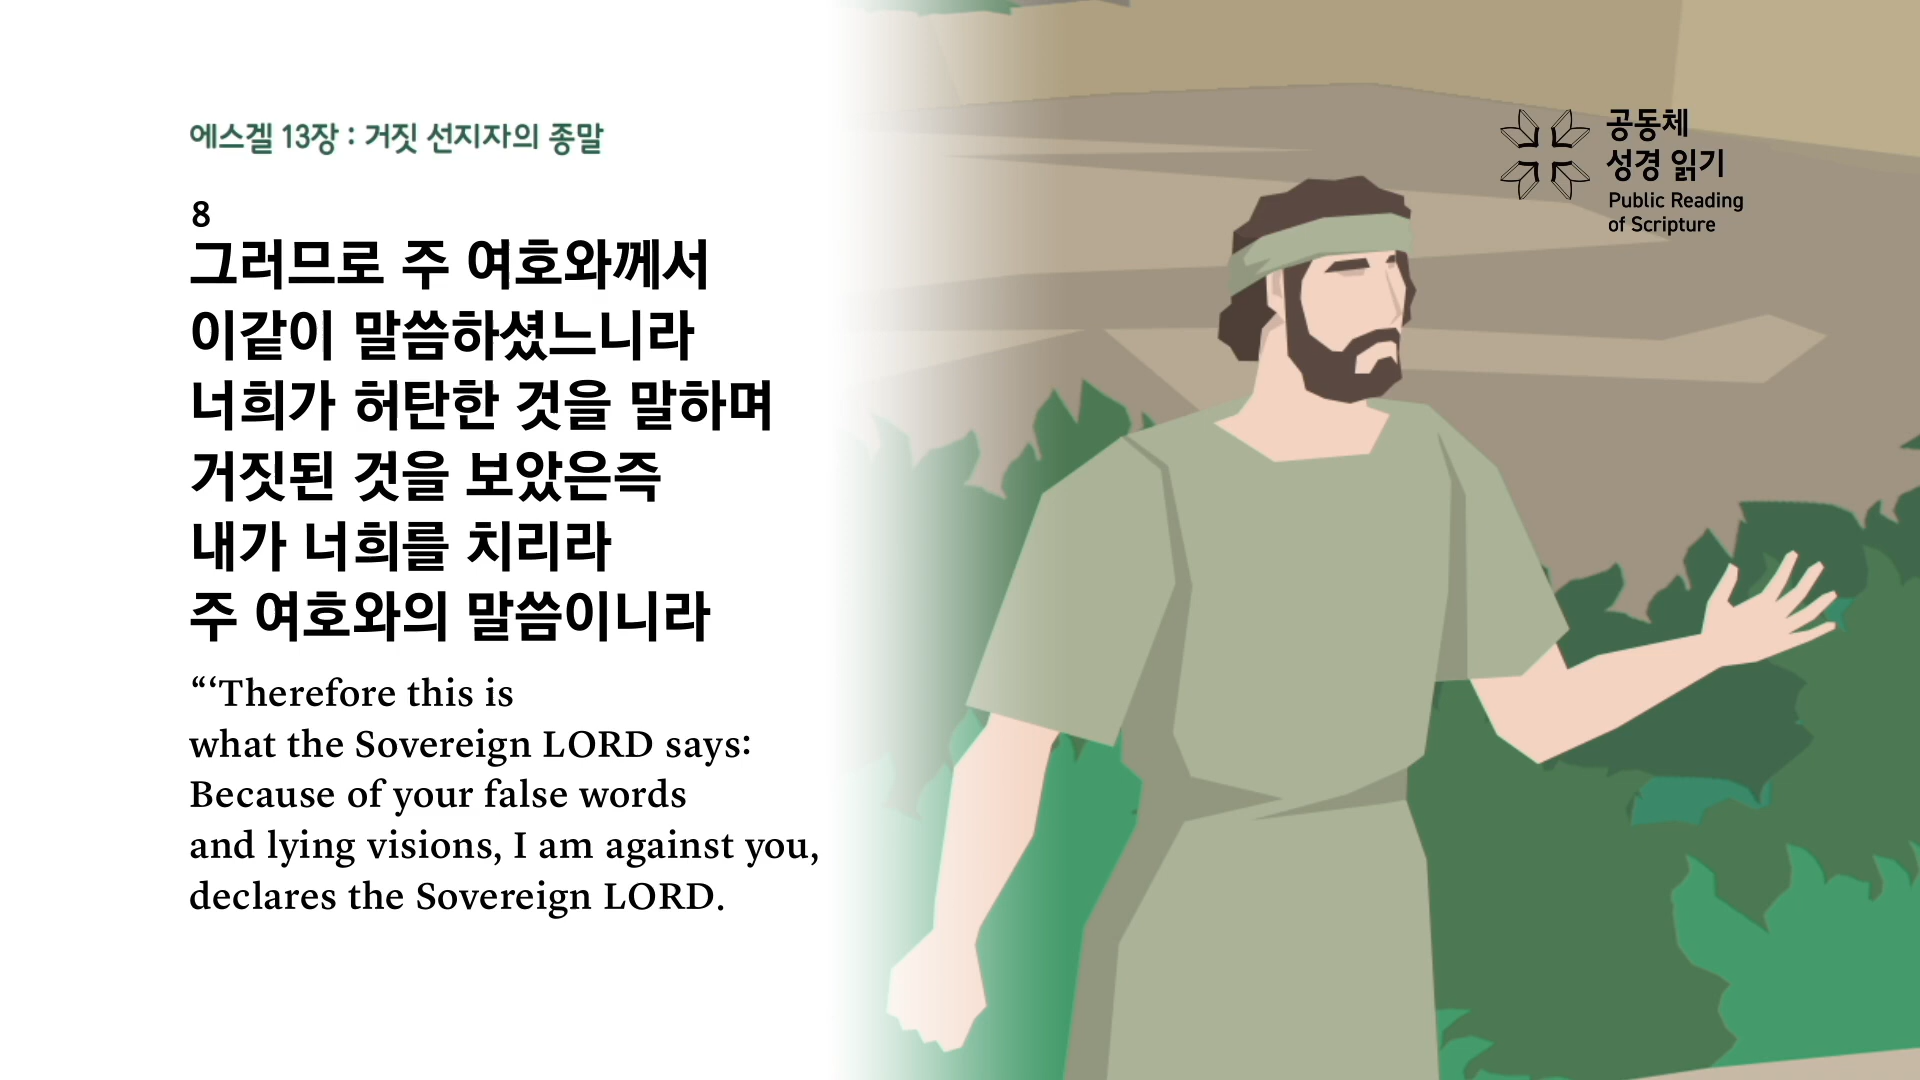 에스겔 13장 : 거짓 선지자의 종말
8
그러므로 주 여호와께서
이같이 말씀하셨느니라
너희가 허탄한 것을 말하며
거짓된 것을 보았은즉
내가 너희를 치리라
주 여호와의 말씀이니라
“‘Therefore this is
what the Sovereign LORD says:
Because of your false words
and lying visions, I am against you,
declares the Sovereign LORD.
공동체
성경 읽기
Public Reading
of Scripture